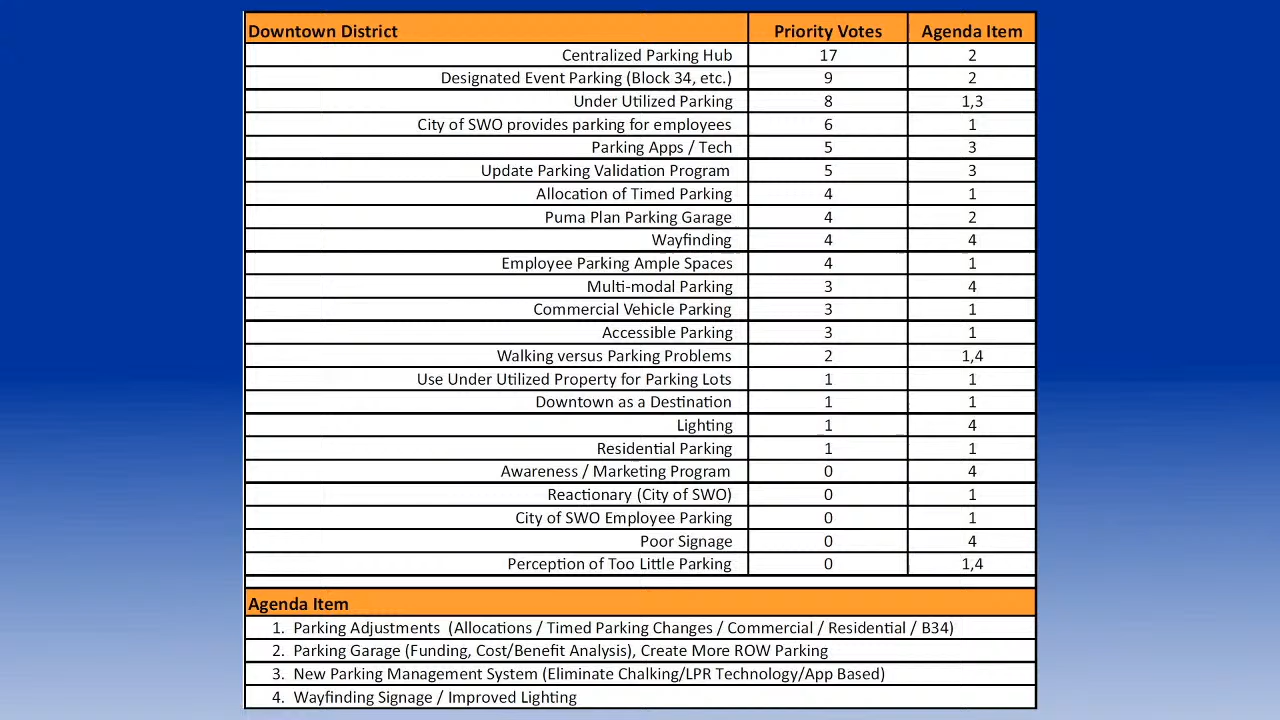 Downtown District Priority Votes Agenda Item
Centralized Parking Hub 17 2
Designated Event Parking (Block 34, etc.) 9 2
Under Utilized Parking 8 1,3
City of SWO provides parking for employees 6 1
Parking Apps / Tech 5 3
Update Parking Validation Program 5 3
Allocation of Timed Parking 4 1
Puma Plan Parking Garage 4 2
Wayfinding 4 4
Employee Parking Ample Spaces 4 1
Multi-modal Parking 3 4
Commercial Vehicle Parking 3 1
Accessible Parking 3 1
Walking versus Parking Problems 2 1,4
Use Under Utilized Property for Parking Lots 1 1
Downtown as a Destination 1 1
Lighting 1 4
Residential Parking 1 1
Awareness / Marketing Program 0 4
Reactionary (City of SWO) 0 1
City of SWO Employee Parking 0 1
Poor Signage 0 4
Perception of Too Little Parking 0 1,4
Agenda Item
1. Parking Adjustments (Allocations / Timed Parking Changes / Commercial / Residential / B34)
2. Parking Garage (Funding, Cost/Benefit Analysis), Create More ROW Parking
3. New Parking Management System (Eliminate Chalking/LPR Technology/App Based)
4. Wayfinding Signage / Improved Lighting